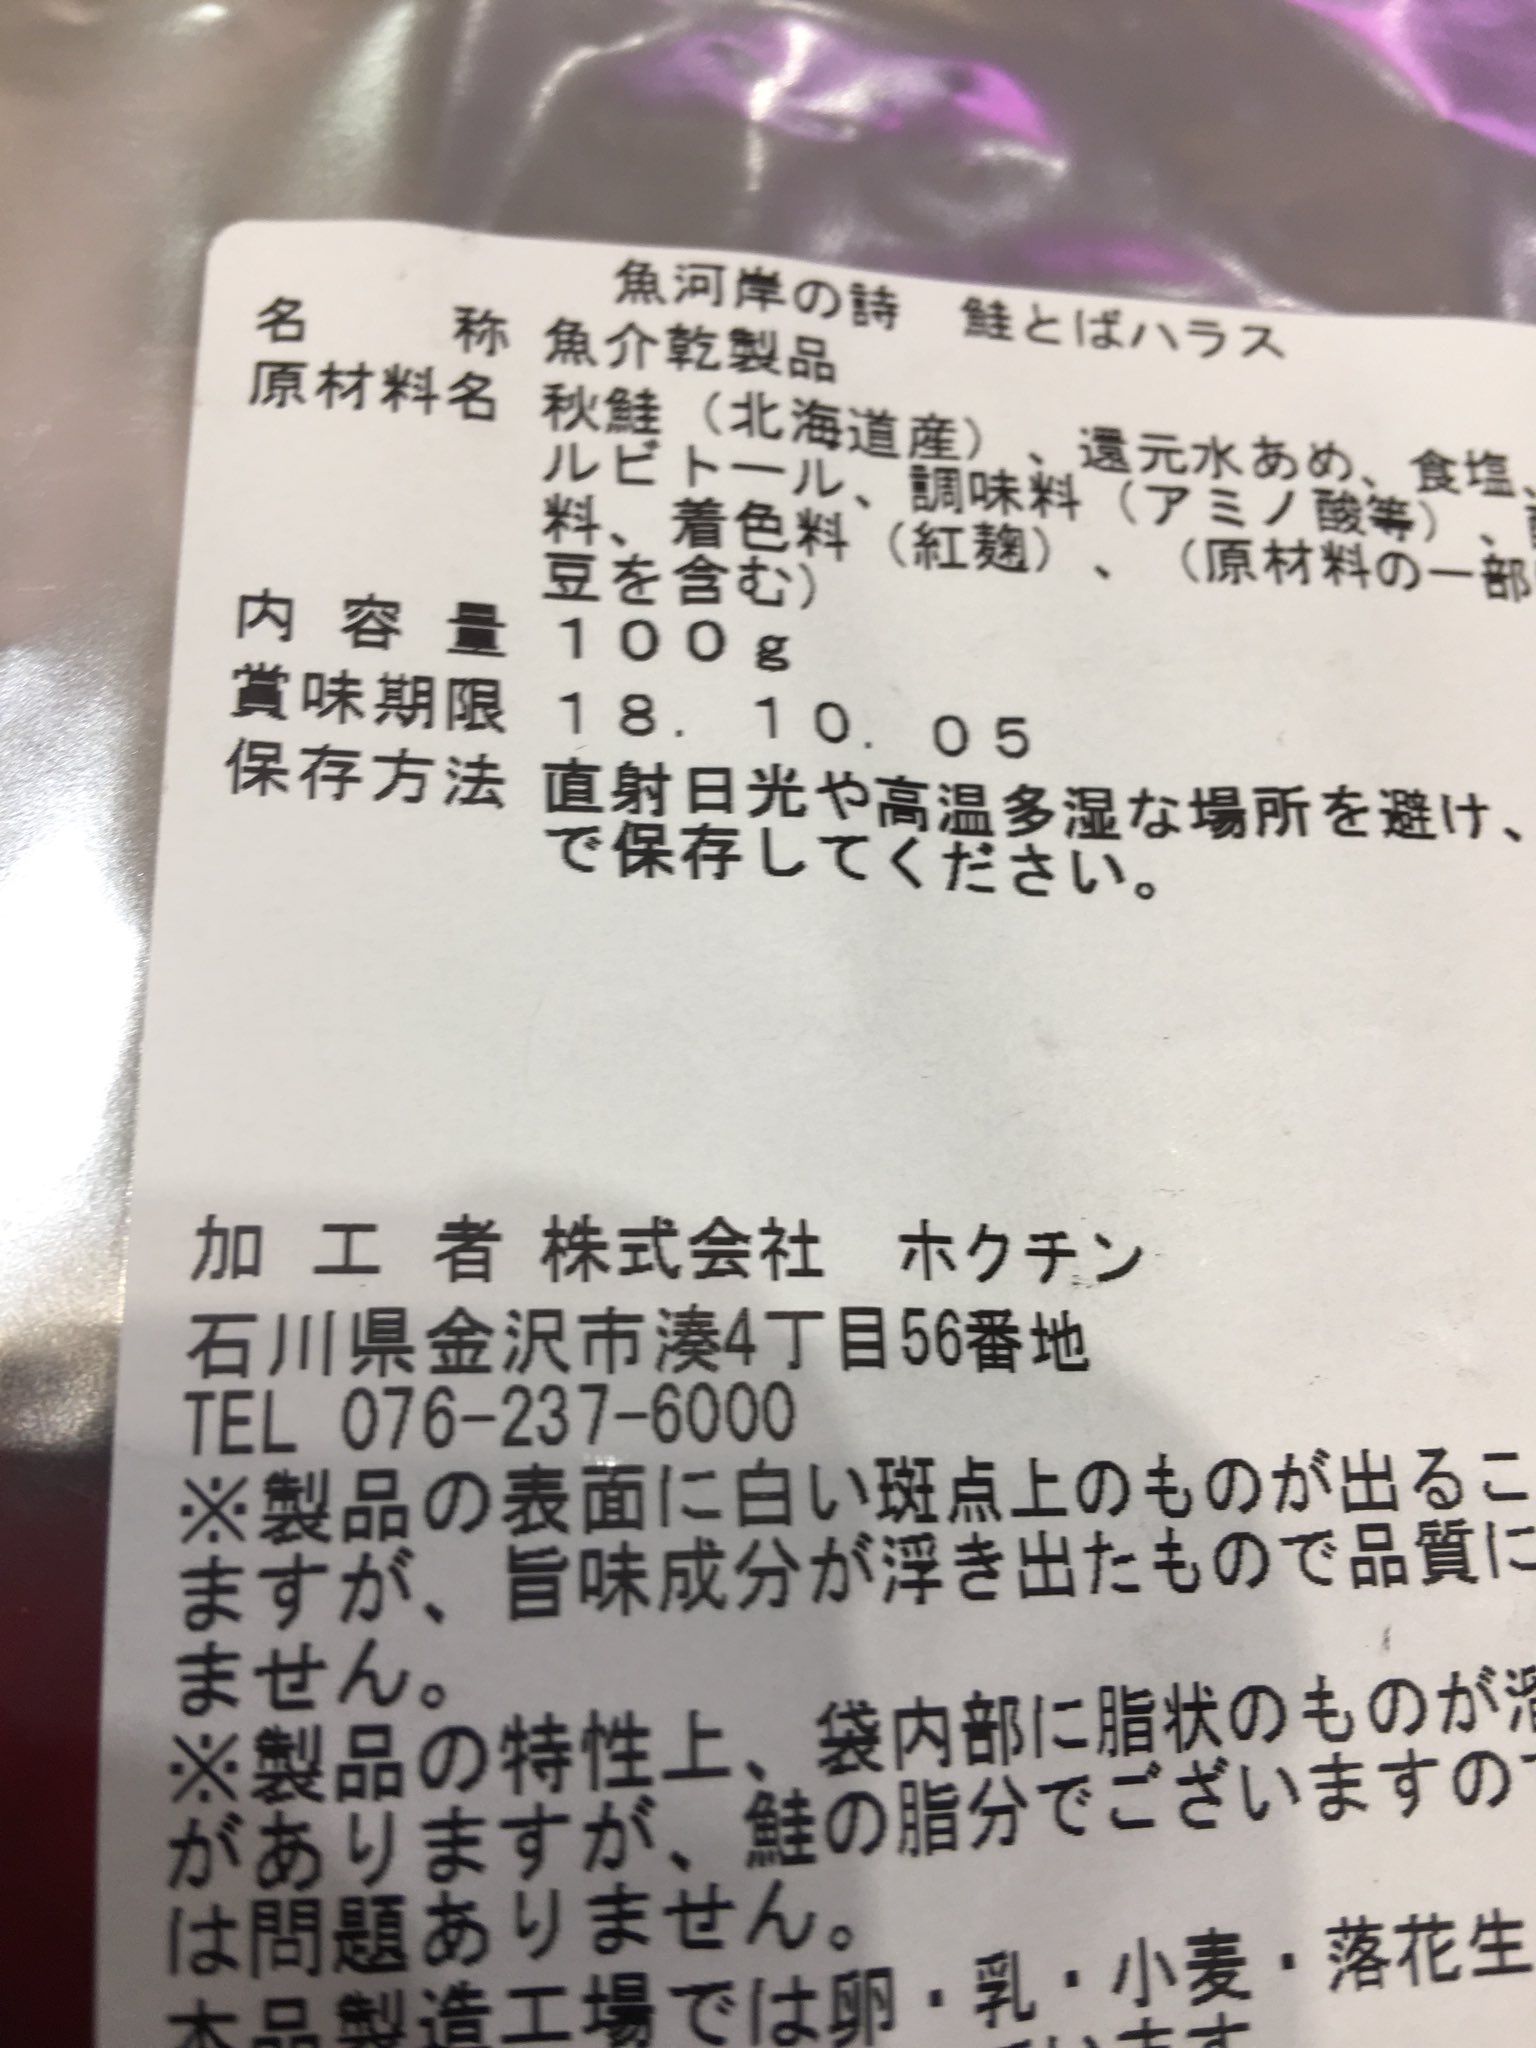 魚河岸の詩　鮭とばハラス
名称 魚介乾製品
原材料名 秋鮭（北海道産）、還元水あめ、食塩、
ルビトール、調味料（アミノ酸等）、
料、着色料（紅麹）、（原材料の一部
豆を含む）
内容量 １００ｇ
賞味期限 １８．１０．０５
保存方法 直射日光や高温多湿な場所を避け、
で保存してください。
加工者 株式会社　ホクチン
石川県金沢市湊4丁目56番地
TEL 076-237-6000
※製品の表面に白い斑点上のものが出るこ
ますが、旨味成分が浮き出たもので品質に
ません。
※製品の特性上、袋内部に脂状のものが
がありますが、鮭の脂分でございますので
は問題ありません。
本品製造工場では卵・乳・小麦・落花生
います